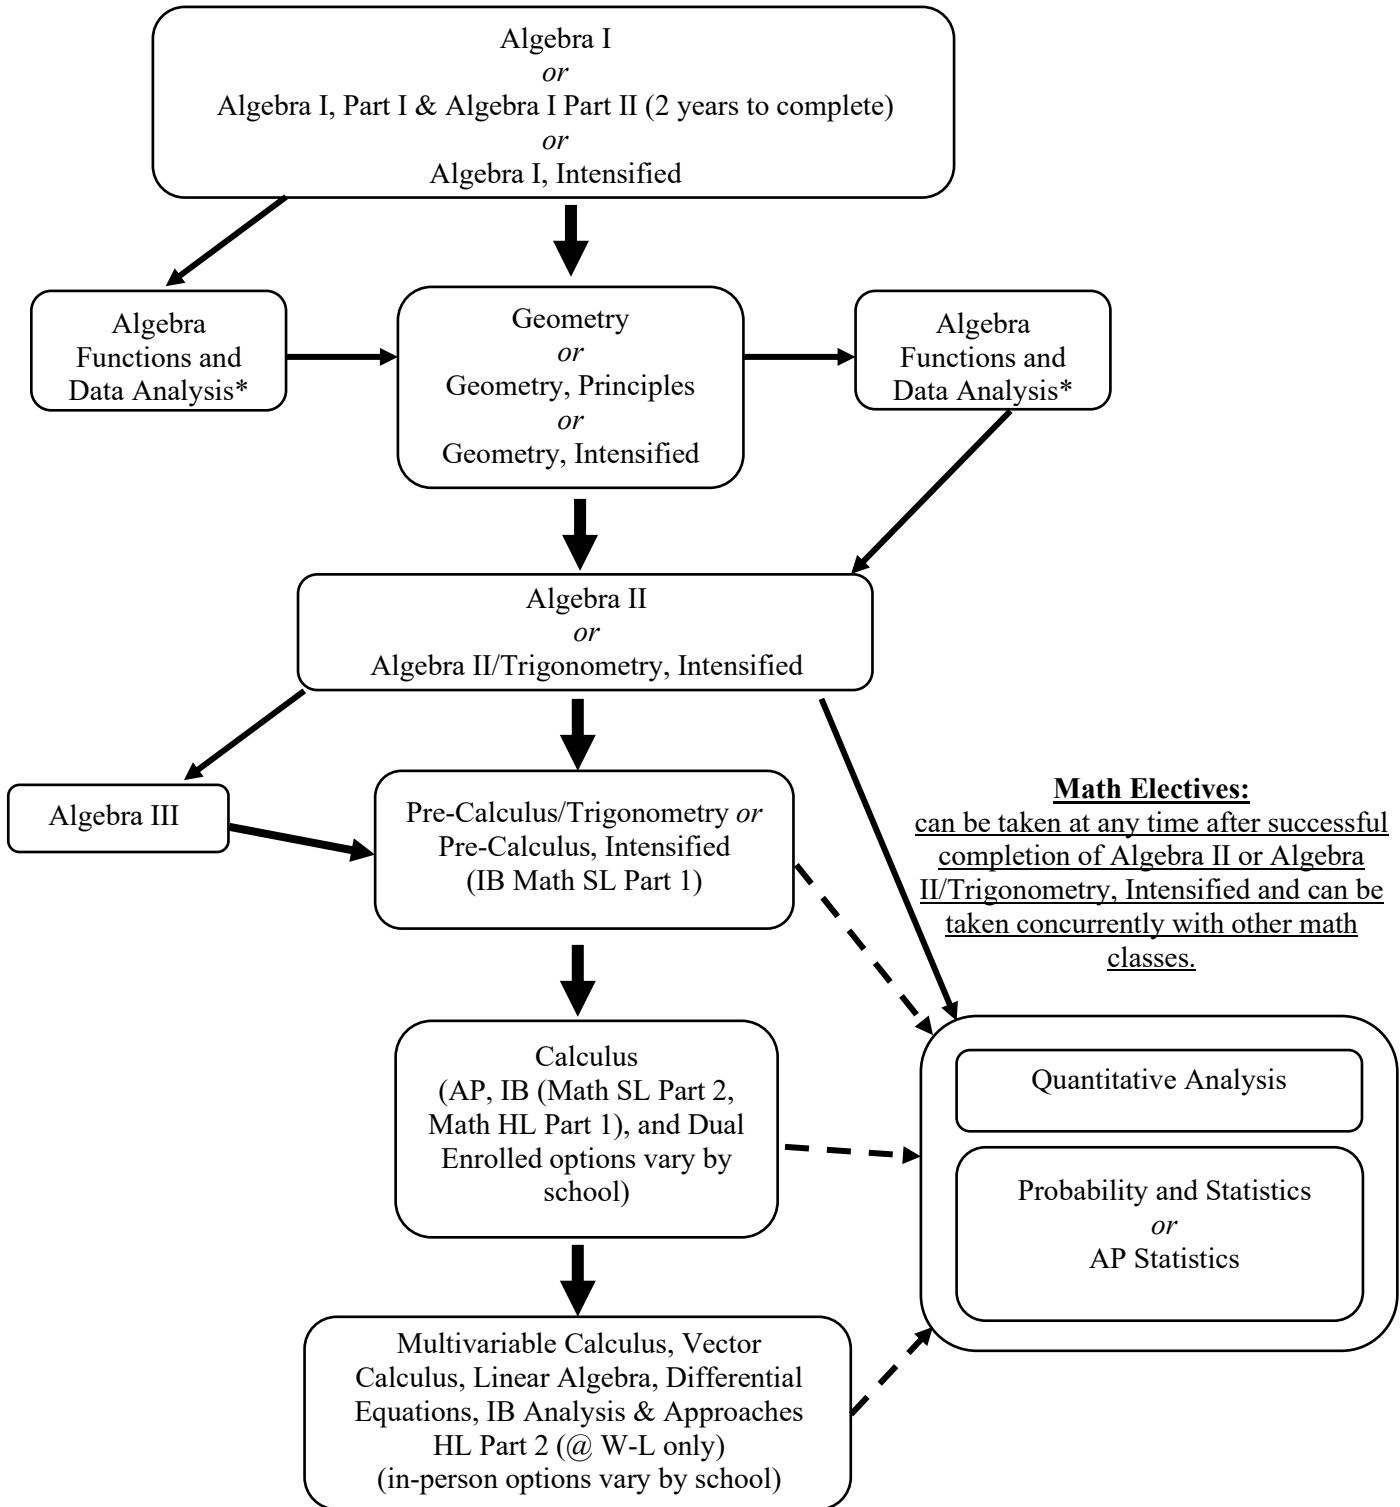 Algebra I
or
Algebra I, Part I & Algebra I Part II (2 years to complete)
or
Algebra I, Intensified
Algebra
Functions and
Data Analysis*
Geometry
or
Geometry, Principles
or
Geometry, Intensified
Algebra
Functions and
Data Analysis*
Algebra II
or
Algebra II/Trigonometry, Intensified
Algebra III
Pre-Calculus/Trigonometry or
Pre-Calculus, Intensified
(IB Math SL Part 1)
Math Electives:
can be taken at any time after successful
completion of Algebra II or Algebra
II/Trigonometry, Intensified and can be
taken concurrently with other math
classes.
Calculus
(AP, IB (Math SL Part 2,
Math HL Part 1), and Dual
Enrolled options vary by
school)
Quantitative Analysis
Probability and Statistics
or
AP Statistics
Multivariable Calculus, Vector
Calculus, Linear Algebra, Differential
Equations, IB Analysis & Approaches
HL Part 2 (@ W-L only)
(in-person options vary by school)